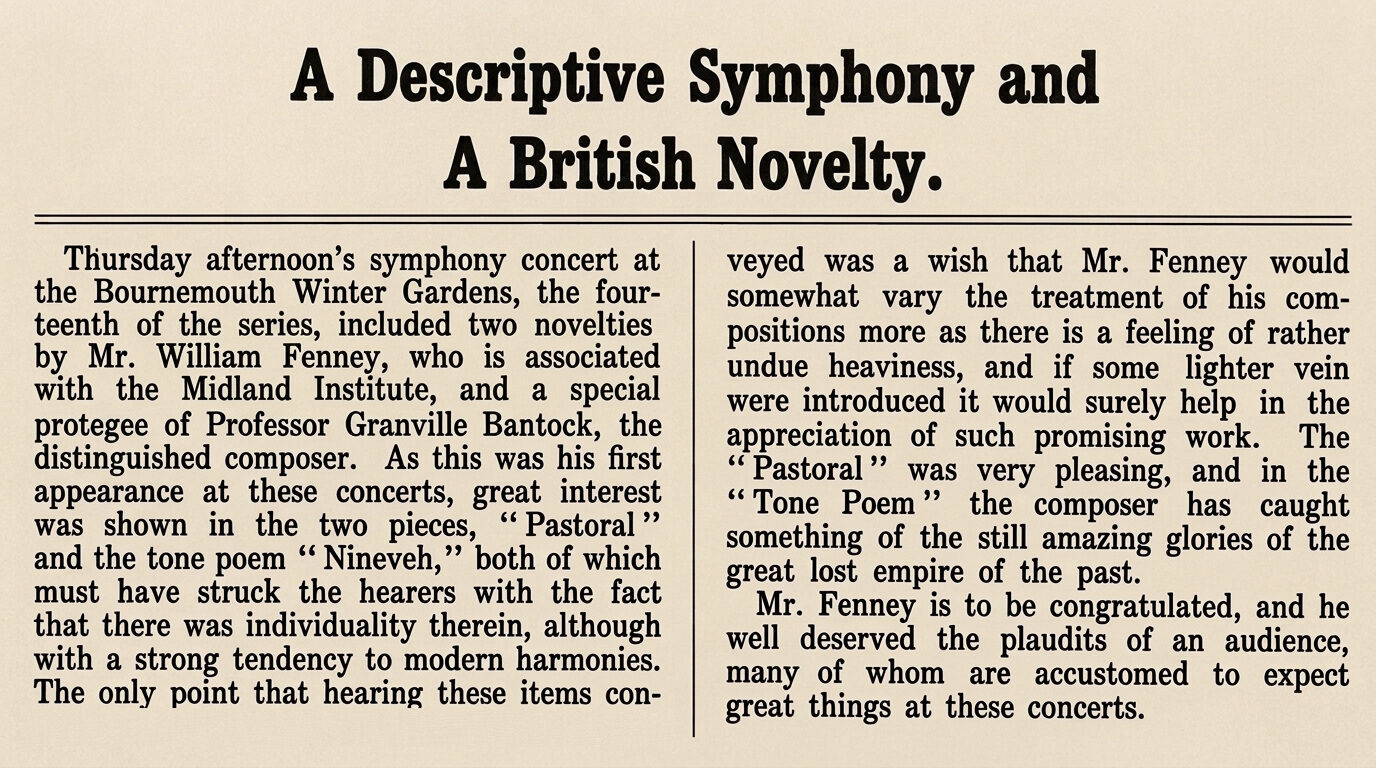 A Descriptive Symphony and
A British Novelty.
Thursday afternoon's symphony concert at
the Bournemouth Winter Gardens, the four-
teenth of the series, included two novelties
by Mr. William Fenney, who is associated
with the Midland Institute, and a special
protegee of Professor Granville Bantock, the
distinguished composer. As this was his first
appearance at these concerts, great interest
was shown in the two pieces, “Pastoral”
and the tone poem “Nineveh,” both of which
must have struck the hearers with the fact
that there was individuality therein, although
with a strong tendency to modern harmonies.
The only point that hearing these items con-
veyed was a wish that Mr. Fenney would
somewhat vary the treatment of his com-
positions more as there is a feeling of rather
undue heaviness, and if some lighter vein
were introduced it would surely help in the
appreciation of such promising work. The
“Pastoral” was very pleasing, and in the
“Tone Poem” the composer has caught
something of the still amazing glories of the
great lost empire of the past.
Mr. Fenney is to be congratulated, and he
well deserved the plaudits of an audience,
many of whom are accustomed to expect
great things at these concerts.